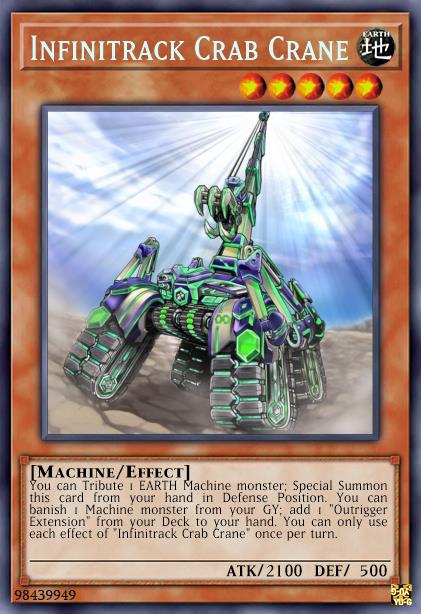 INFINITRACK CRAB CRANE
EARTH
地
[MACHINE/EFFECT]
You can Tribute 1 EARTH Machine monster; Special Summon
this card from your hand in Defense Position. You can
banish 1 Machine monster from your GY; add 1 "Outrigger
Extension" from your Deck to your hand. You can only use
each effect of "Infinitrack Crab Crane" once per turn.
ATK/2100 DEF/ 500
98439949